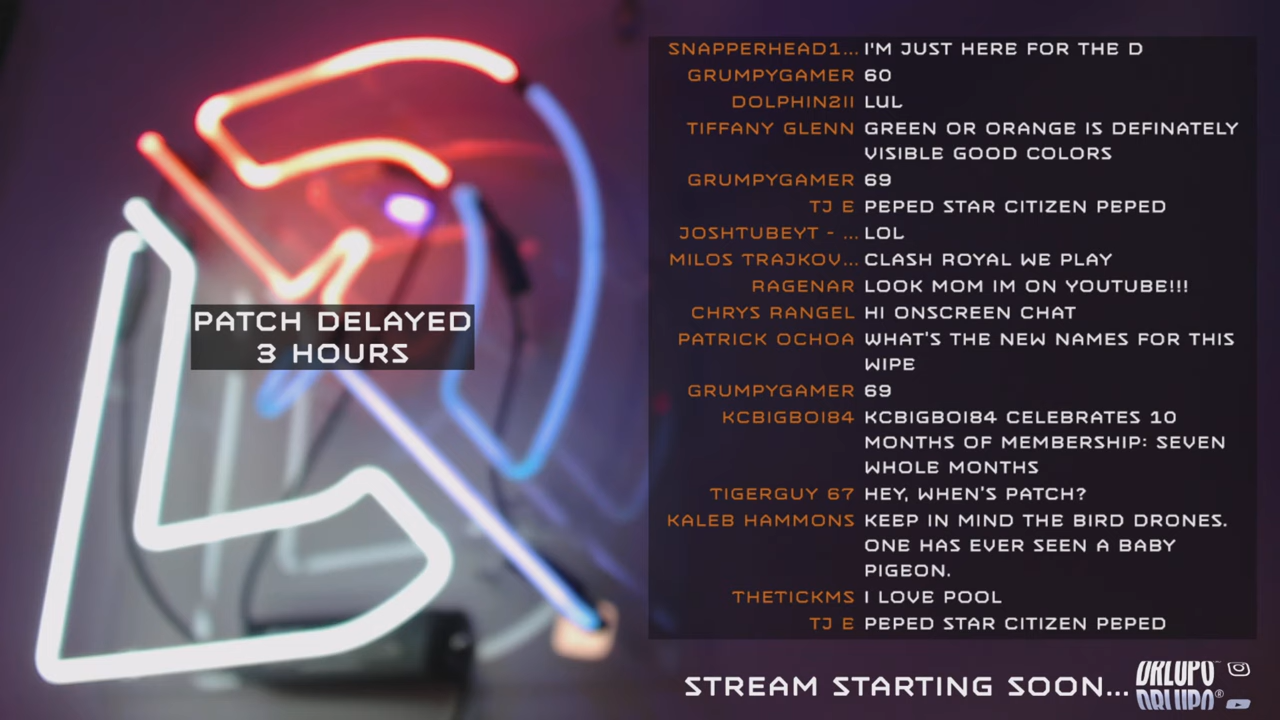 SNAPPERHEAD1... I'M JUST HERE FOR THE D
GRUMPYGAMER 60
DOLPHIN2II LUL
TIFFANY GLENN GREEN OR ORANGE IS DEFINATELY
VISIBLE GOOD COLORS
GRUMPYGAMER 69
TJ E PEPED STAR CITIZEN PEPED
JOSHTUBEYT - ... LOL
MILOS TRAJKOV... CLASH ROYAL WE PLAY
RAGENAR LOOK MOM IM ON YOUTUBE!!!
CHRYS RANGEL HI ONSCREEN CHAT
PATRICK OCHOA WHAT'S THE NEW NAMES FOR THIS
WIPE
GRUMPYGAMER 69
KCBIGBOI84 KCBIGBOI84 CELEBRATES 10
MONTHS OF MEMBERSHIP: SEVEN
WHOLE MONTHS
TIGERGUY 67 HEY, WHEN'S PATCH?
KALEB HAMMONS KEEP IN MIND THE BIRD DRONES.
ONE HAS EVER SEEN A BABY
PIGEON.
THETICKMS I LOVE POOL
TJ E PEPED STAR CITIZEN PEPED
PATCH DELAYED
3 HOURS
STREAM STARTING SOON...
DRLUPO
DRLUPO®